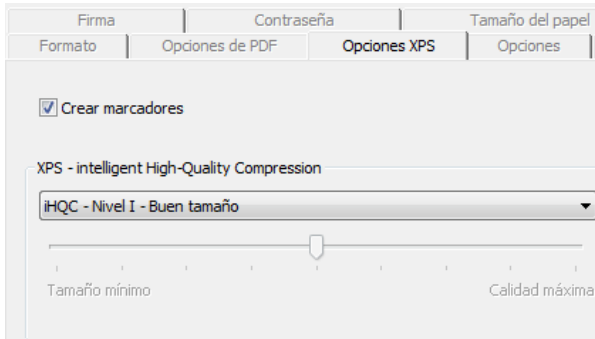 Firma Contraseña Tamaño del papel
Formato Opciones de PDF Opciones XPS Opciones
Crear marcadores
XPS - intelligent High-Quality Compression
iHQC - Nivel I - Buen tamaño
Tamaño mínimo Calidad máxima